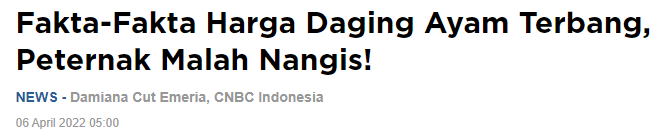 Fakta-Fakta Harga Daging Ayam Terbang,
Peternak Malah Nangis!
NEWS - Damiana Cut Emeria, CNBC Indonesia
06 April 2022 05:00